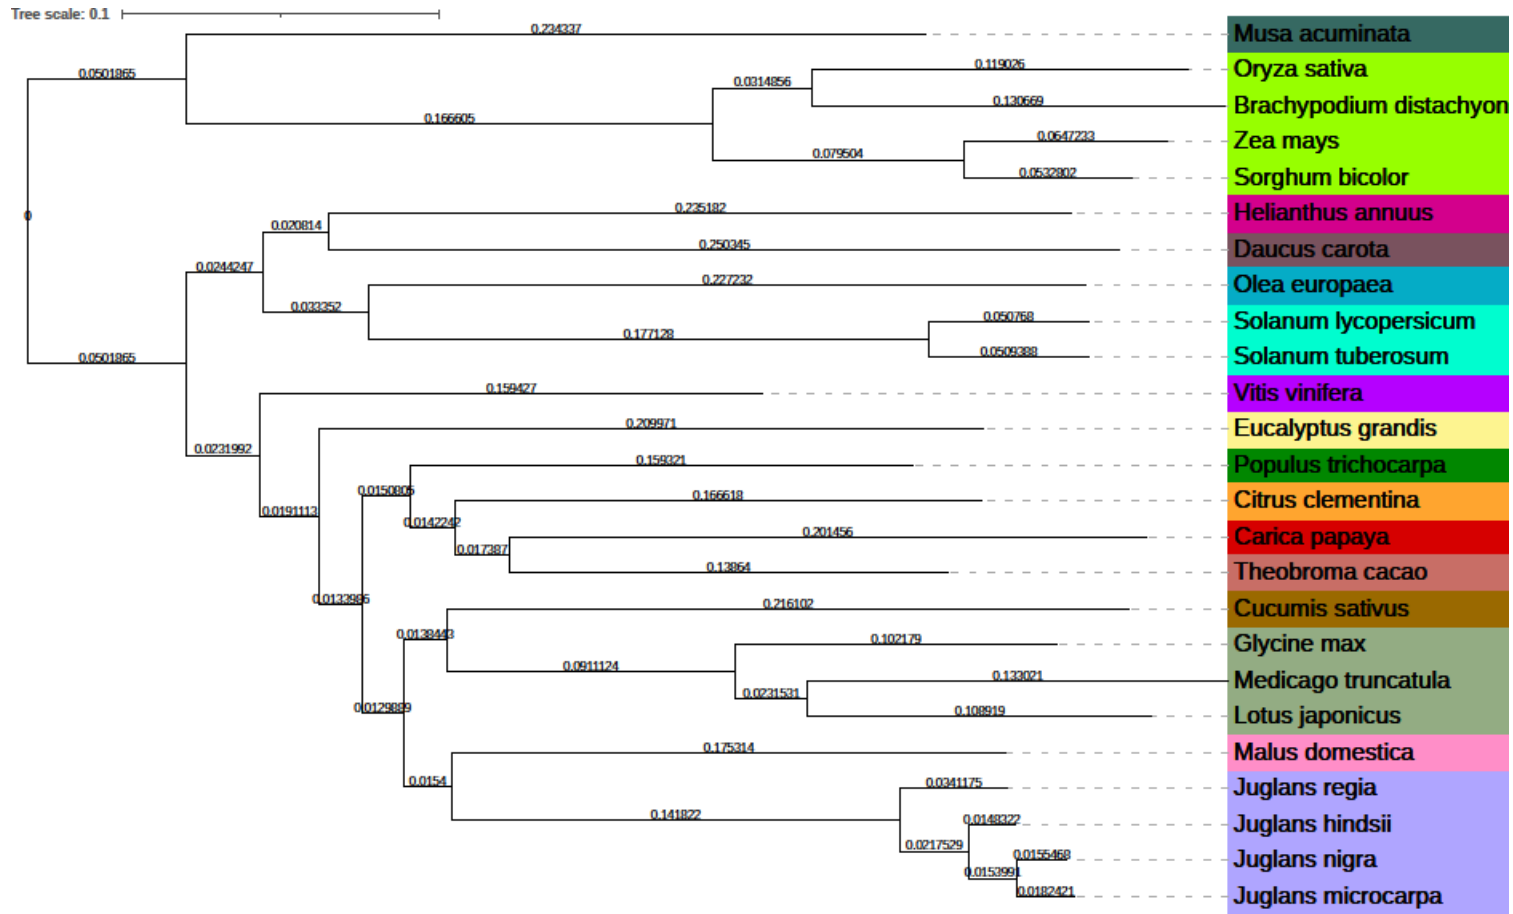 Tree scale: 0.1
0.234337
Musa acuminata
0.0501865
0.119026
Oryza sativa
0.0314856
0.130669
Brachypodium distachyon
0.166605
0.0647233
Zea mays
0.079504
0.0532802
Sorghum bicolor
0
0.235182
Helianthus annuus
0.020814
0.250345
Daucus carota
0.0244247
0.227232
Olea europaea
0.033352
0.050768
Solanum lycopersicum
0.177128
0.0509388
Solanum tuberosum
0.0501865
0.159427
Vitis vinifera
0.209971
Eucalyptus grandis
0.0231992
0.159321
Populus trichocarpa
0.0150805
0.166618
Citrus clementina
0.0191113
0.0142242
0.201456
Carica papaya
0.017387
0.13864
Theobroma cacao
0.0133986
0.216102
Cucumis sativus
0.0138443
0.102179
Glycine max
0.0911124
0.133021
Medicago truncatula
0.0231531
0.0129889
0.108919
Lotus japonicus
0.175314
Malus domestica
0.0154
0.0341175
Juglans regia
0.141822
0.0148322
Juglans hindsii
0.0217529
0.0155468
Juglans nigra
0.0153991
0.0182421
Juglans microcarpa